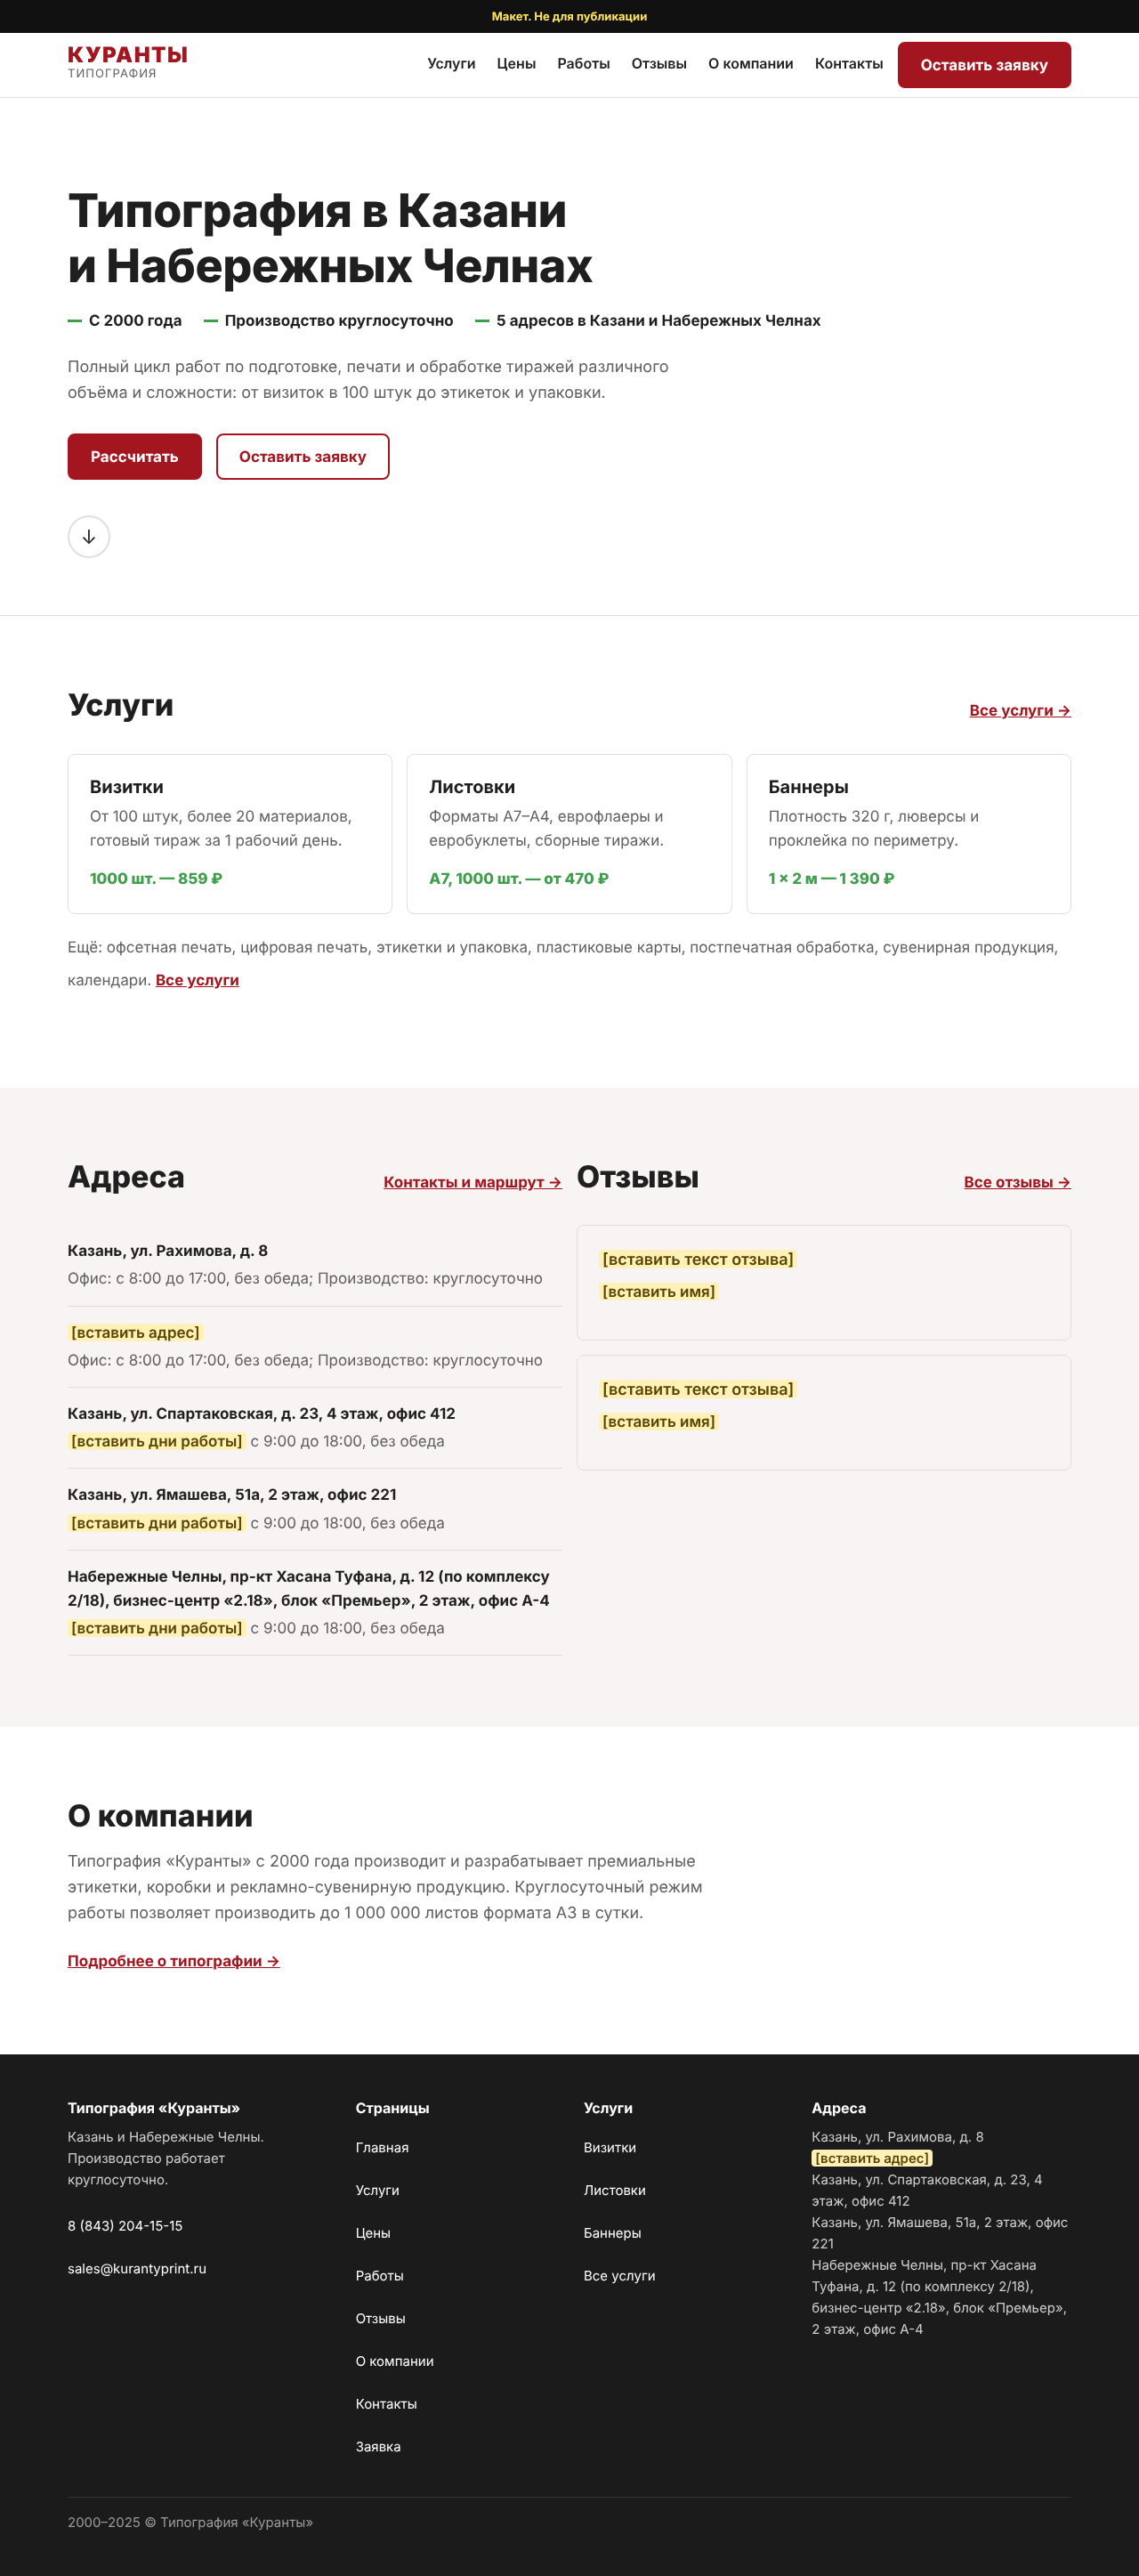 Макет. Не для публикации
КУРАНТЫ
ТИПОГРАФИЯ
Услуги Цены Работы Отзывы О компании Контакты Оставить заявку
Типография в Казани
и Набережных Челнах
С 2000 года Производство круглосуточно 5 адресов в Казани и Набережных Челнах
Полный цикл работ по подготовке, печати и обработке тиражей различного
объёма и сложности: от визиток в 100 штук до этикеток и упаковки.
Рассчитать Оставить заявку
↓
Услуги
Все услуги →
Визитки
От 100 штук, более 20 материалов,
готовый тираж за 1 рабочий день.
1000 шт. — 859 ₽
Листовки
Форматы А7–А4, еврофлаеры и
евробуклеты, сборные тиражи.
А7, 1000 шт. — от 470 ₽
Баннеры
Плотность 320 г, люверсы и
проклейка по периметру.
1 × 2 м — 1 390 ₽
Ещё: офсетная печать, цифровая печать, этикетки и упаковка, пластиковые карты, постпечатная обработка, сувенирная продукция,
календари. Все услуги
Адреса
Контакты и маршрут →
Казань, ул. Рахимова, д. 8
Офис: с 8:00 до 17:00, без обеда; Производство: круглосуточно
[вставить адрес]
Офис: с 8:00 до 17:00, без обеда; Производство: круглосуточно
Казань, ул. Спартаковская, д. 23, 4 этаж, офис 412
[вставить дни работы] с 9:00 до 18:00, без обеда
Казань, ул. Ямашева, 51а, 2 этаж, офис 221
[вставить дни работы] с 9:00 до 18:00, без обеда
Набережные Челны, пр-кт Хасана Туфана, д. 12 (по комплексу
2/18), бизнес-центр «2.18», блок «Премьер», 2 этаж, офис А-4
[вставить дни работы] с 9:00 до 18:00, без обеда
Отзывы
Все отзывы →
[вставить текст отзыва]
[вставить имя]
[вставить текст отзыва]
[вставить имя]
О компании
Типография «Куранты» с 2000 года производит и разрабатывает премиальные
этикетки, коробки и рекламно-сувенирную продукцию. Круглосуточный режим
работы позволяет производить до 1 000 000 листов формата А3 в сутки.
Подробнее о типографии →
Типография «Куранты»
Казань и Набережные Челны.
Производство работает
круглосуточно.
8 (843) 204-15-15
sales@kurantyprint.ru
Страницы
Главная
Услуги
Цены
Работы
Отзывы
О компании
Контакты
Заявка
Услуги
Визитки
Листовки
Баннеры
Все услуги
Адреса
Казань, ул. Рахимова, д. 8
[вставить адрес]
Казань, ул. Спартаковская, д. 23, 4
этаж, офис 412
Казань, ул. Ямашева, 51а, 2 этаж, офис
221
Набережные Челны, пр-кт Хасана
Туфана, д. 12 (по комплексу 2/18),
бизнес-центр «2.18», блок «Премьер»,
2 этаж, офис А-4
2000–2025 © Типография «Куранты»